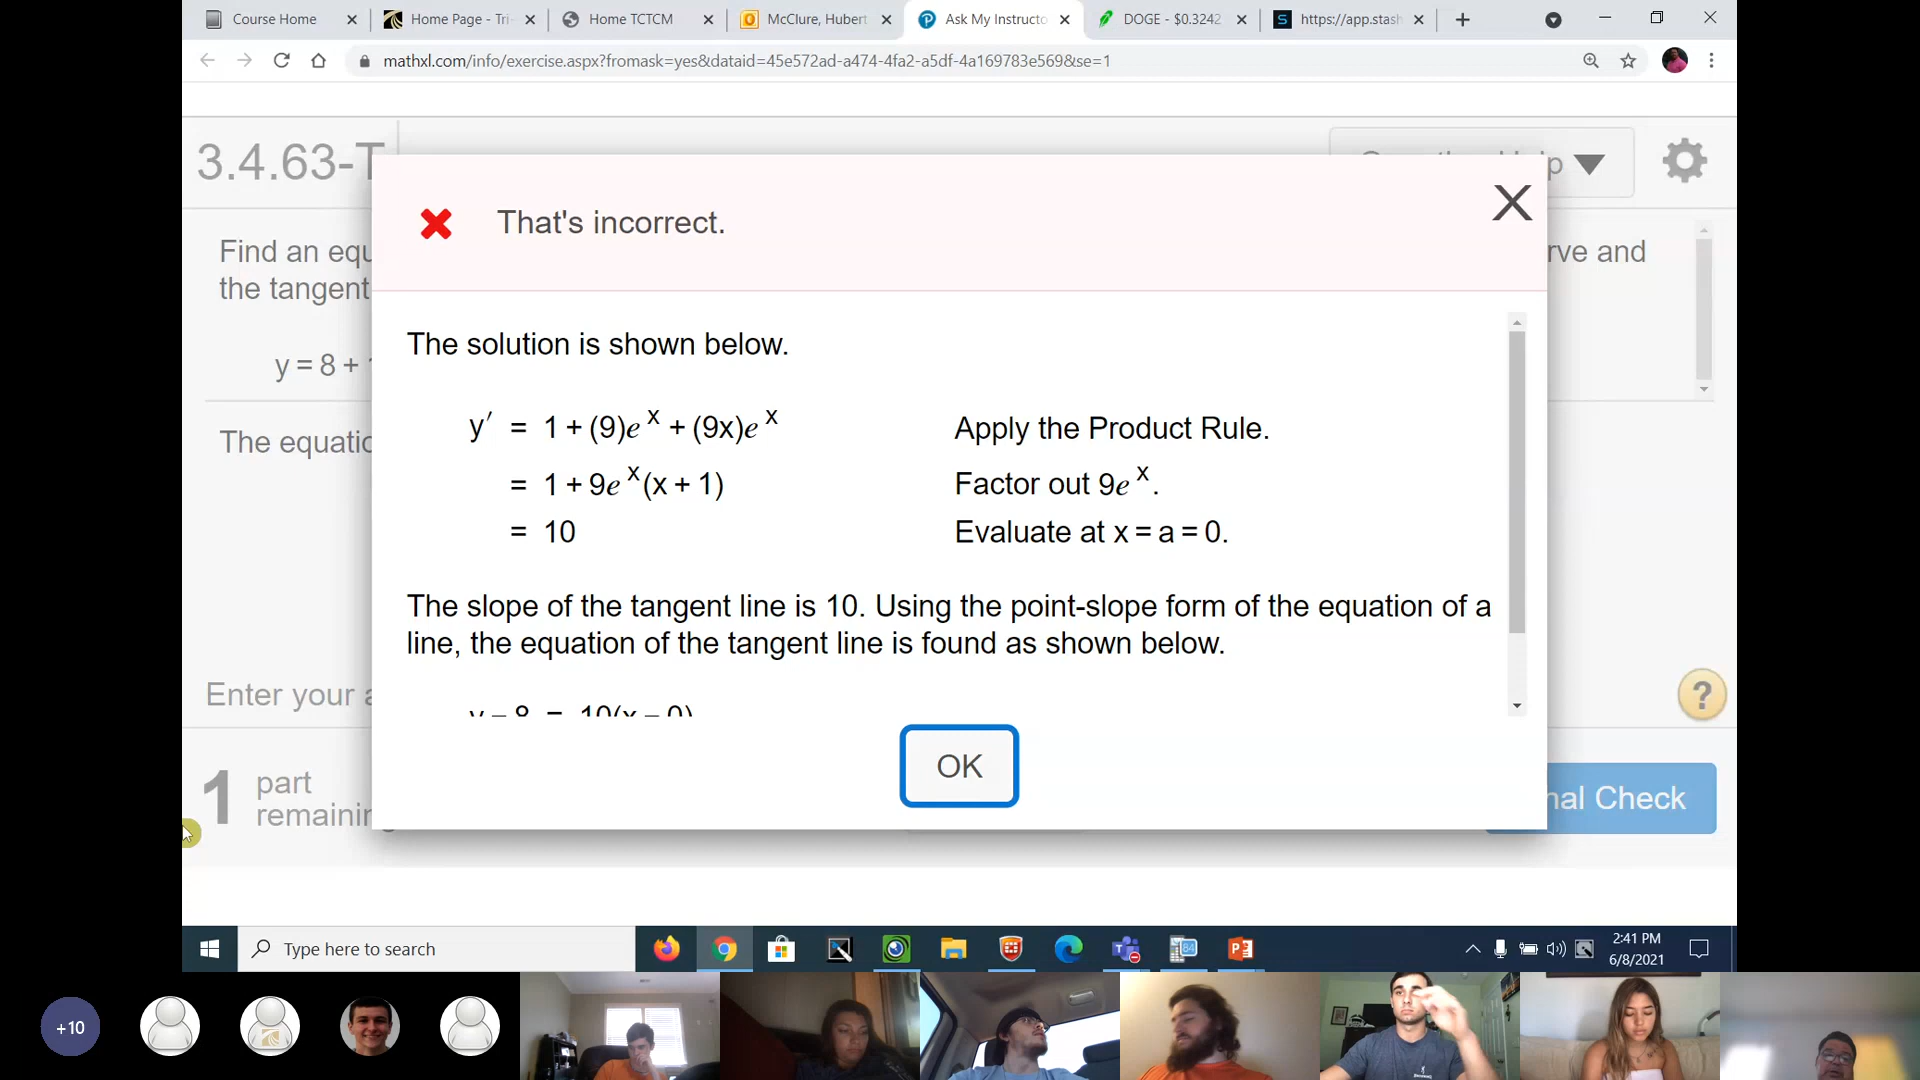 Course Home
Home Page - Tri-
Home TCTCM
McClure, Hubert
Ask My Instructo
DOGE - $0.3242
https://app.stash
mathxl.com/info/exercise.aspx?fromask=yes&dataid=45e572ad-a474-4fa2-a5df-4a169783e569&se=1
3.4.63-T
That's incorrect.
Find an equ
rve and
the tangent
y = 8 +
The equatio
The solution is shown below.
y′ = 1 + (9)e^x + (9x)e^x Apply the Product Rule.
= 1 + 9e^x(x + 1) Factor out 9e^x.
= 10 Evaluate at x = a = 0.
The slope of the tangent line is 10. Using the point-slope form of the equation of a
line, the equation of the tangent line is found as shown below.
y − 8 = 10(x − 0)
Enter your a
?
OK
1 part
remaining
nal Check
Type here to search
2:41 PM
6/8/2021
+10